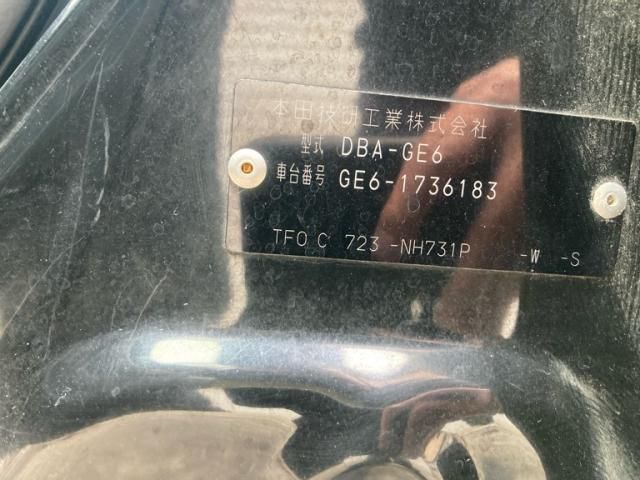 本田技研工業株式会社
型式 DBA-GE6
車台番号 GE6-1736183
TF0 C 723 -NH731P -W -S